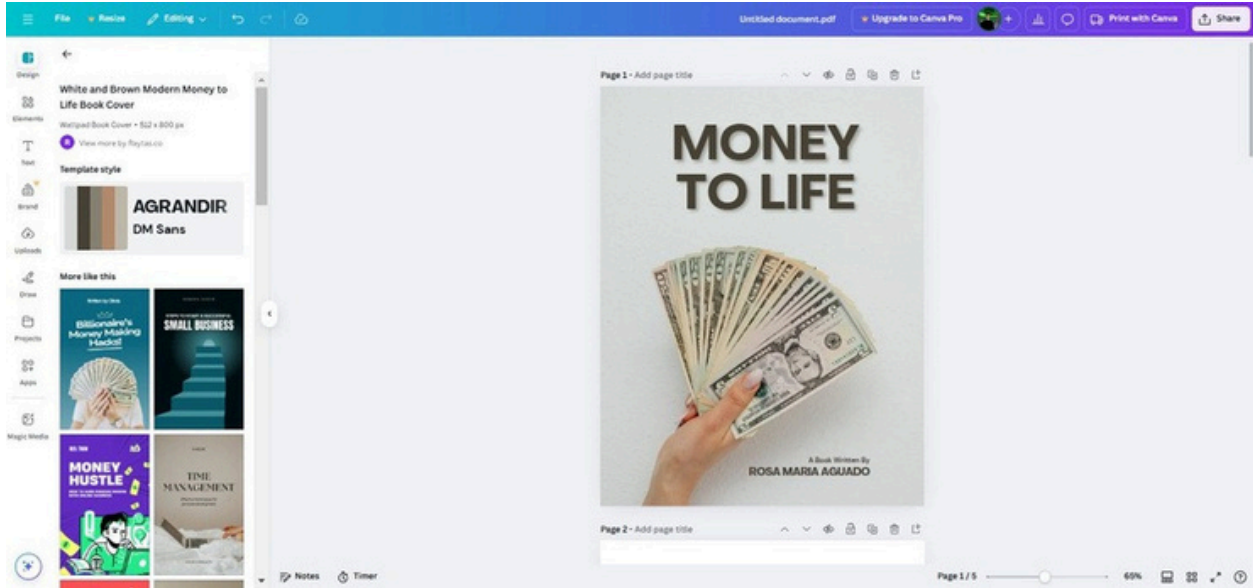 File
Resize
Editing
Untitled document.pdf
Upgrade to Canva Pro
Print with Canva
Share
Design
Elements
Text
Brand
Uploads
Draw
Projects
Apps
Magic Media
White and Brown Modern Money to
Life Book Cover
Wattpad Book Cover • 512 x 800 px
View more by Raytas.co
Template style
AGRANDIR
DM Sans
More like this
Billionaire's
Money Making
Hacks!
SMALL BUSINESS
MONEY
HUSTLE
TIME
MANAGEMENT
Page 1 - Add page title
MONEY
TO LIFE
A Book Written By
ROSA MARIA AGUADO
Page 2 - Add page title
Notes
Timer
Page 1 / 5
65%